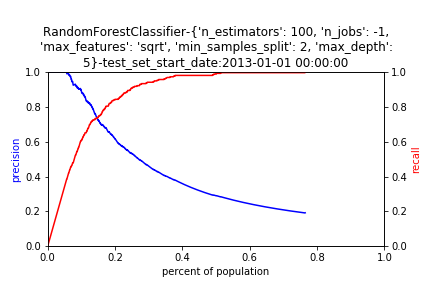 RandomForestClassifier-{'n_estimators': 100, 'n_jobs': -1,
'max_features': 'sqrt', 'min_samples_split': 2, 'max_depth':
5}-test_set_start_date:2013-01-01 00:00:00
1.0
0.8
0.6
0.4
0.2
0.0
precision
1.0
0.8
0.6
0.4
0.2
0.0
recall
0.0 0.2 0.4 0.6 0.8 1.0
percent of population